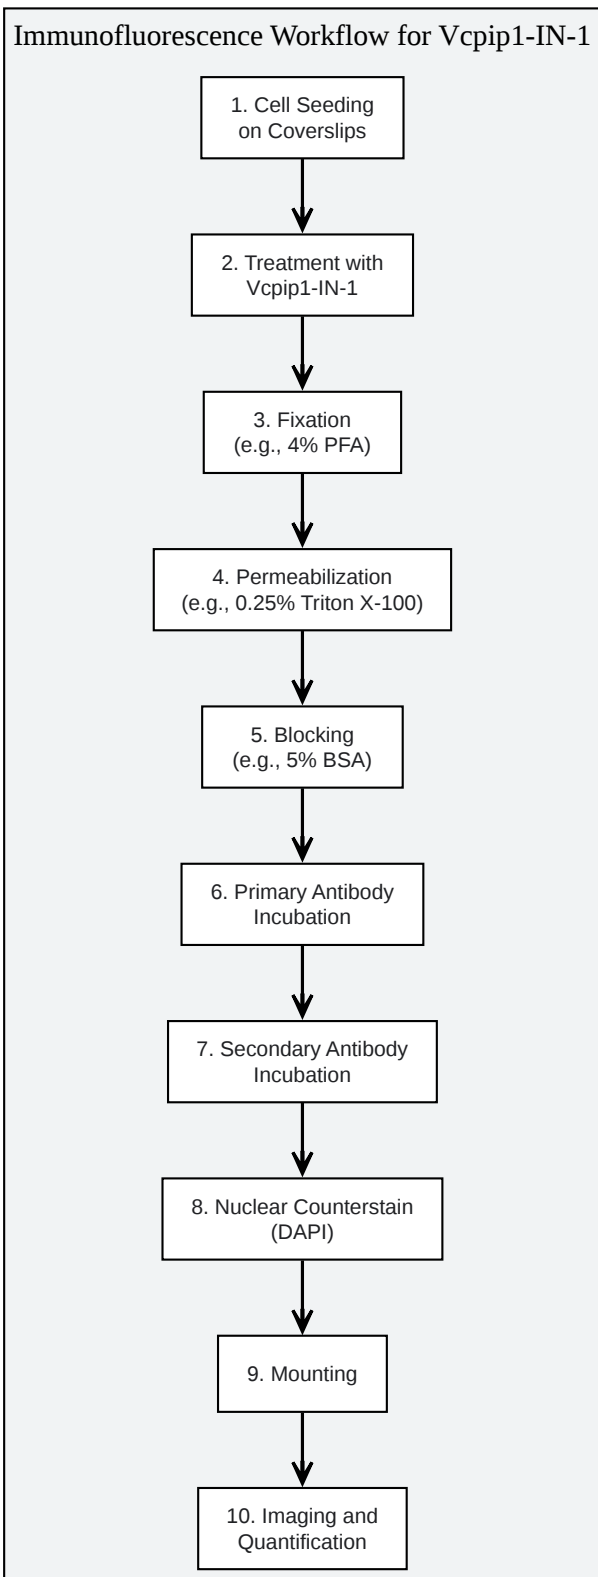 Immunofluorescence Workflow for Vcpip1-IN-1
1. Cell Seeding
on Coverslips
2. Treatment with
Vcpip1-IN-1
3. Fixation
(e.g., 4% PFA)
4. Permeabilization
(e.g., 0.25% Triton X-100)
5. Blocking
(e.g., 5% BSA)
6. Primary Antibody
Incubation
7. Secondary Antibody
Incubation
8. Nuclear Counterstain
(DAPI)
9. Mounting
10. Imaging and
Quantification